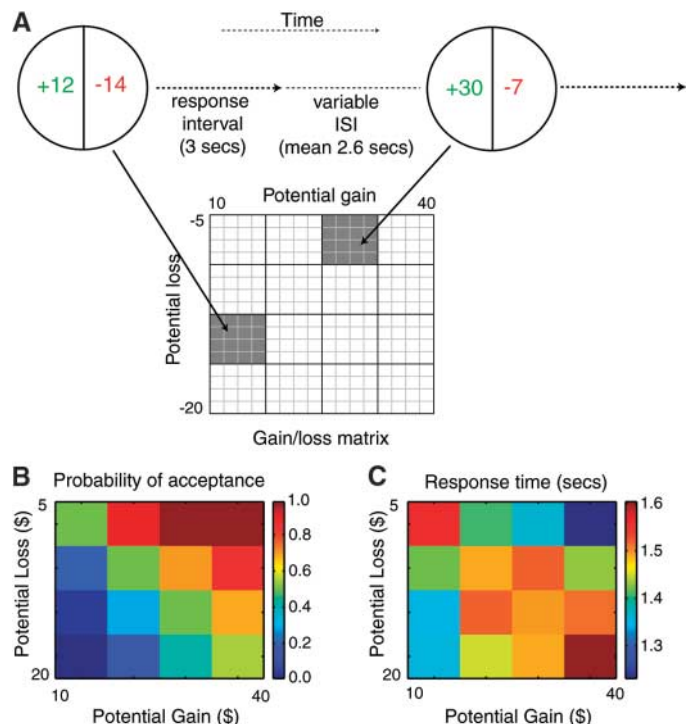 A
Time
+12 -14
+30 -7
response
interval
(3 secs)
variable
ISI
(mean 2.6 secs)
10 Potential gain 40
-5
Potential loss
-20
Gain/loss matrix
B Probability of acceptance
5
Potential Loss ($)
20
10 40
Potential Gain ($)
1.0
0.8
0.6
0.4
0.2
0.0
C Response time (secs)
5
Potential Loss ($)
20
10 40
Potential Gain ($)
1.6
1.5
1.4
1.3